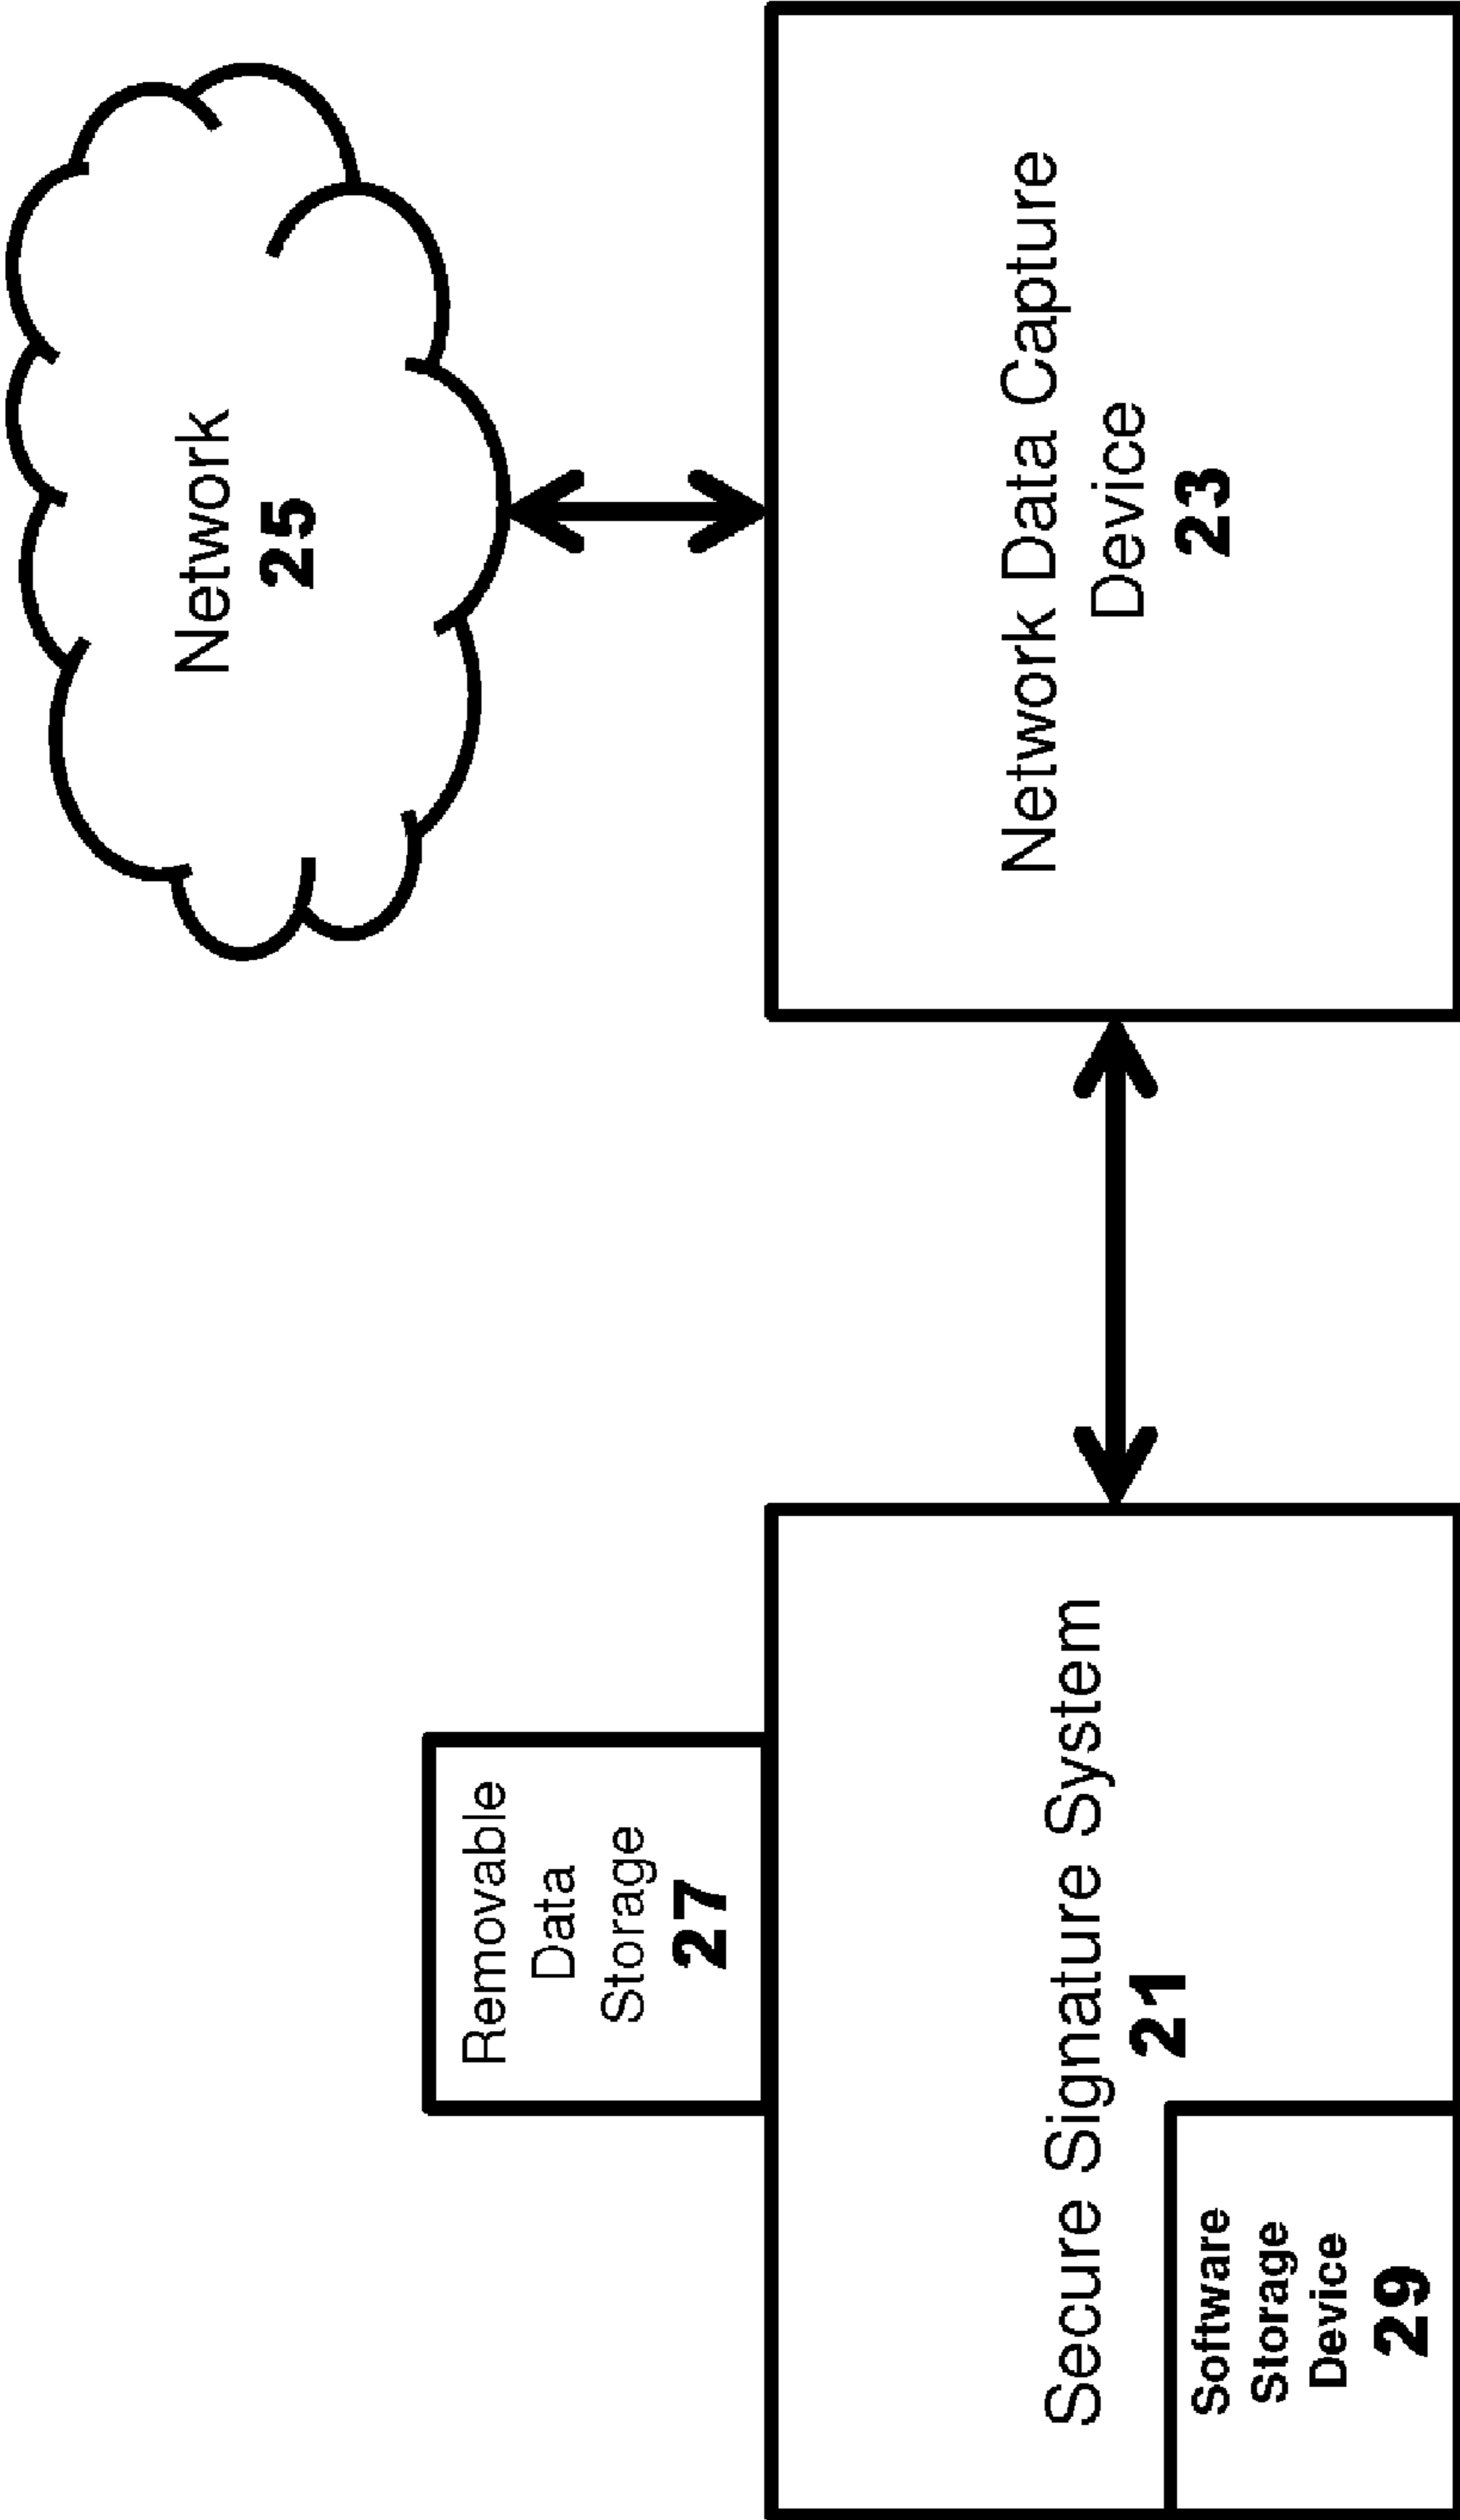 Removable
Data
Storage
27
Secure Signature System
21
Software
Storage
Device
29
Network
25
Network Data Capture
Device
23